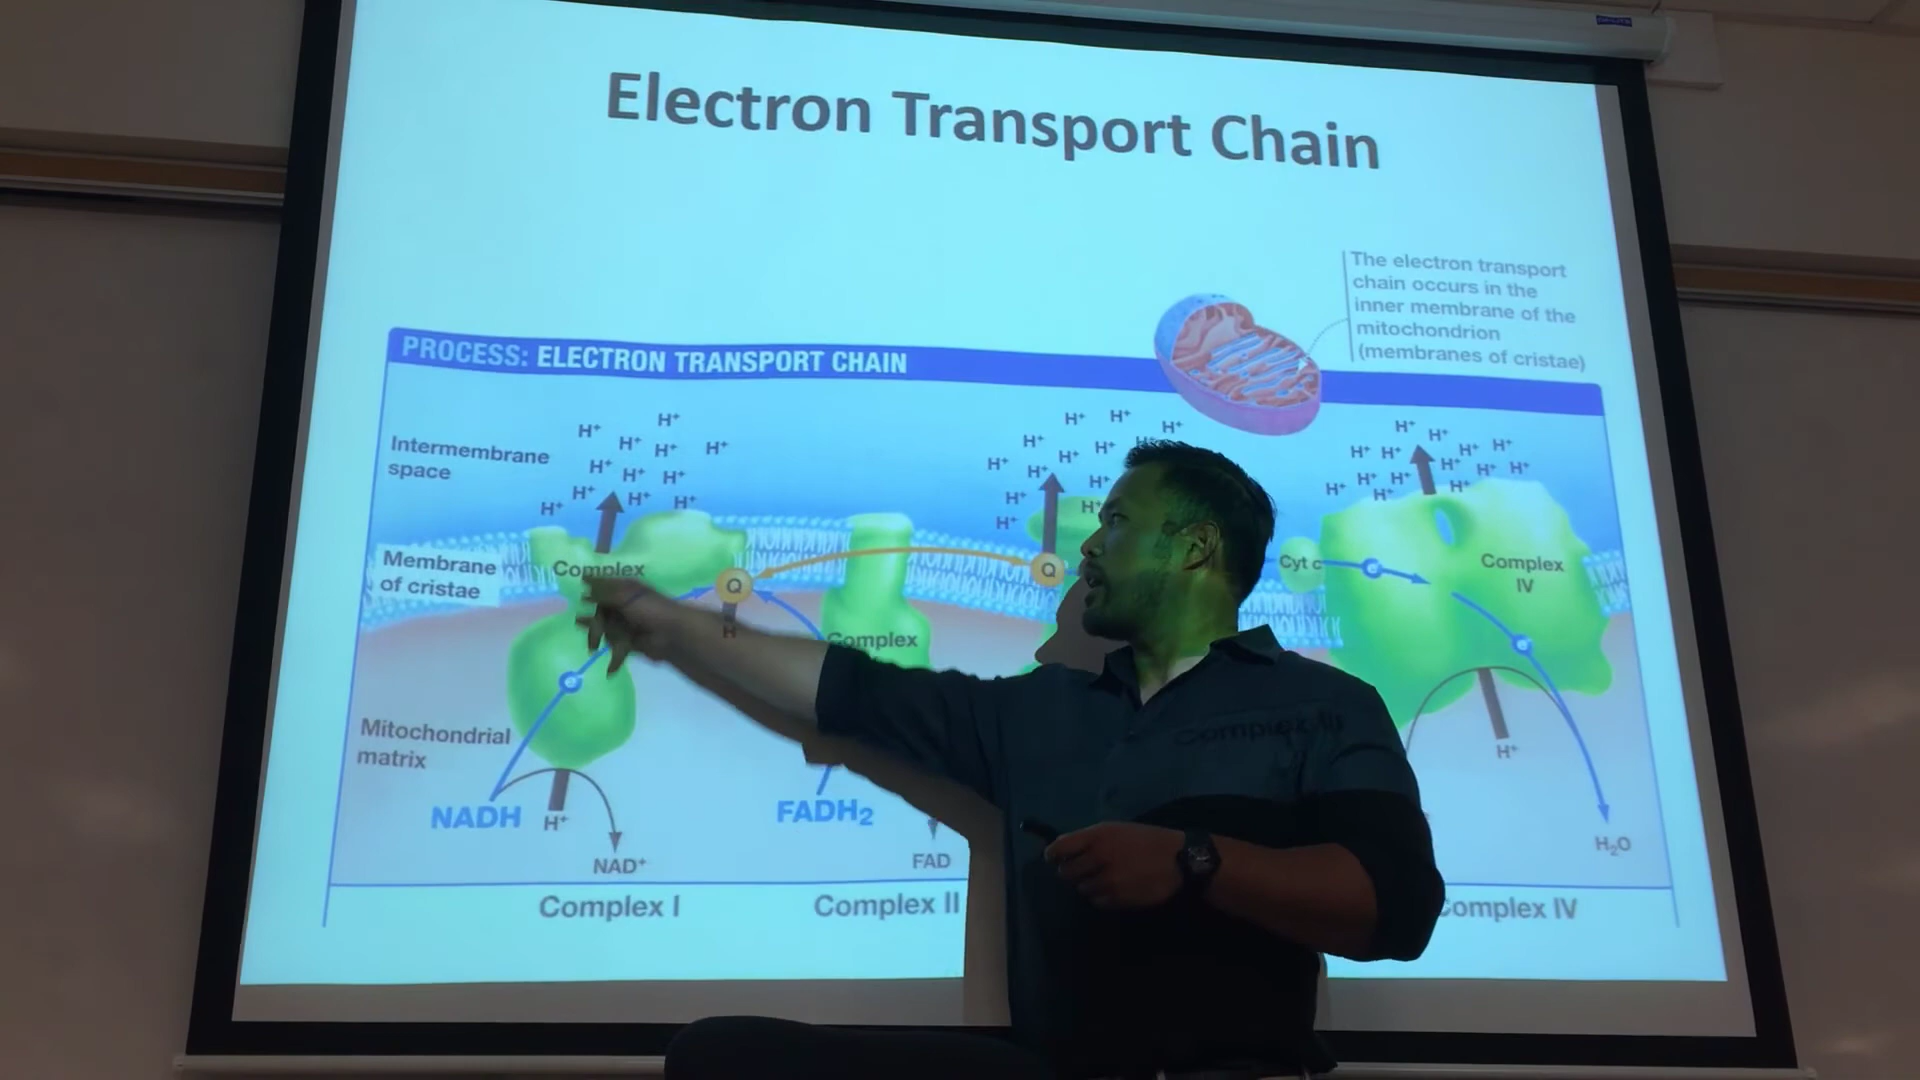 Electron Transport Chain
The electron transport
chain occurs in the
inner membrane of the
mitochondrion
(membranes of cristae)
PROCESS: ELECTRON TRANSPORT CHAIN
Intermembrane
space
H⁺ H⁺ H⁺ H⁺ H⁺ H⁺ H⁺ H⁺ H⁺ H⁺ H⁺ H⁺
H⁺ H⁺ H⁺ H⁺ H⁺ H⁺ H⁺ H⁺ H⁺ H⁺ H⁺ H⁺
H⁺ H⁺ H⁺ H⁺ H⁺ H⁺ H⁺ H⁺ H⁺ H⁺ H⁺ H⁺ H⁺ H⁺
Membrane
of cristae
Complex
Q
H
Complex
Q
Cyt c
e⁻
Complex
IV
e⁻
e⁻
Complex III
Mitochondrial
matrix
NADH
H⁺
NAD⁺
FADH₂
FAD
H⁺
H₂O
Complex I
Complex II
Complex IV